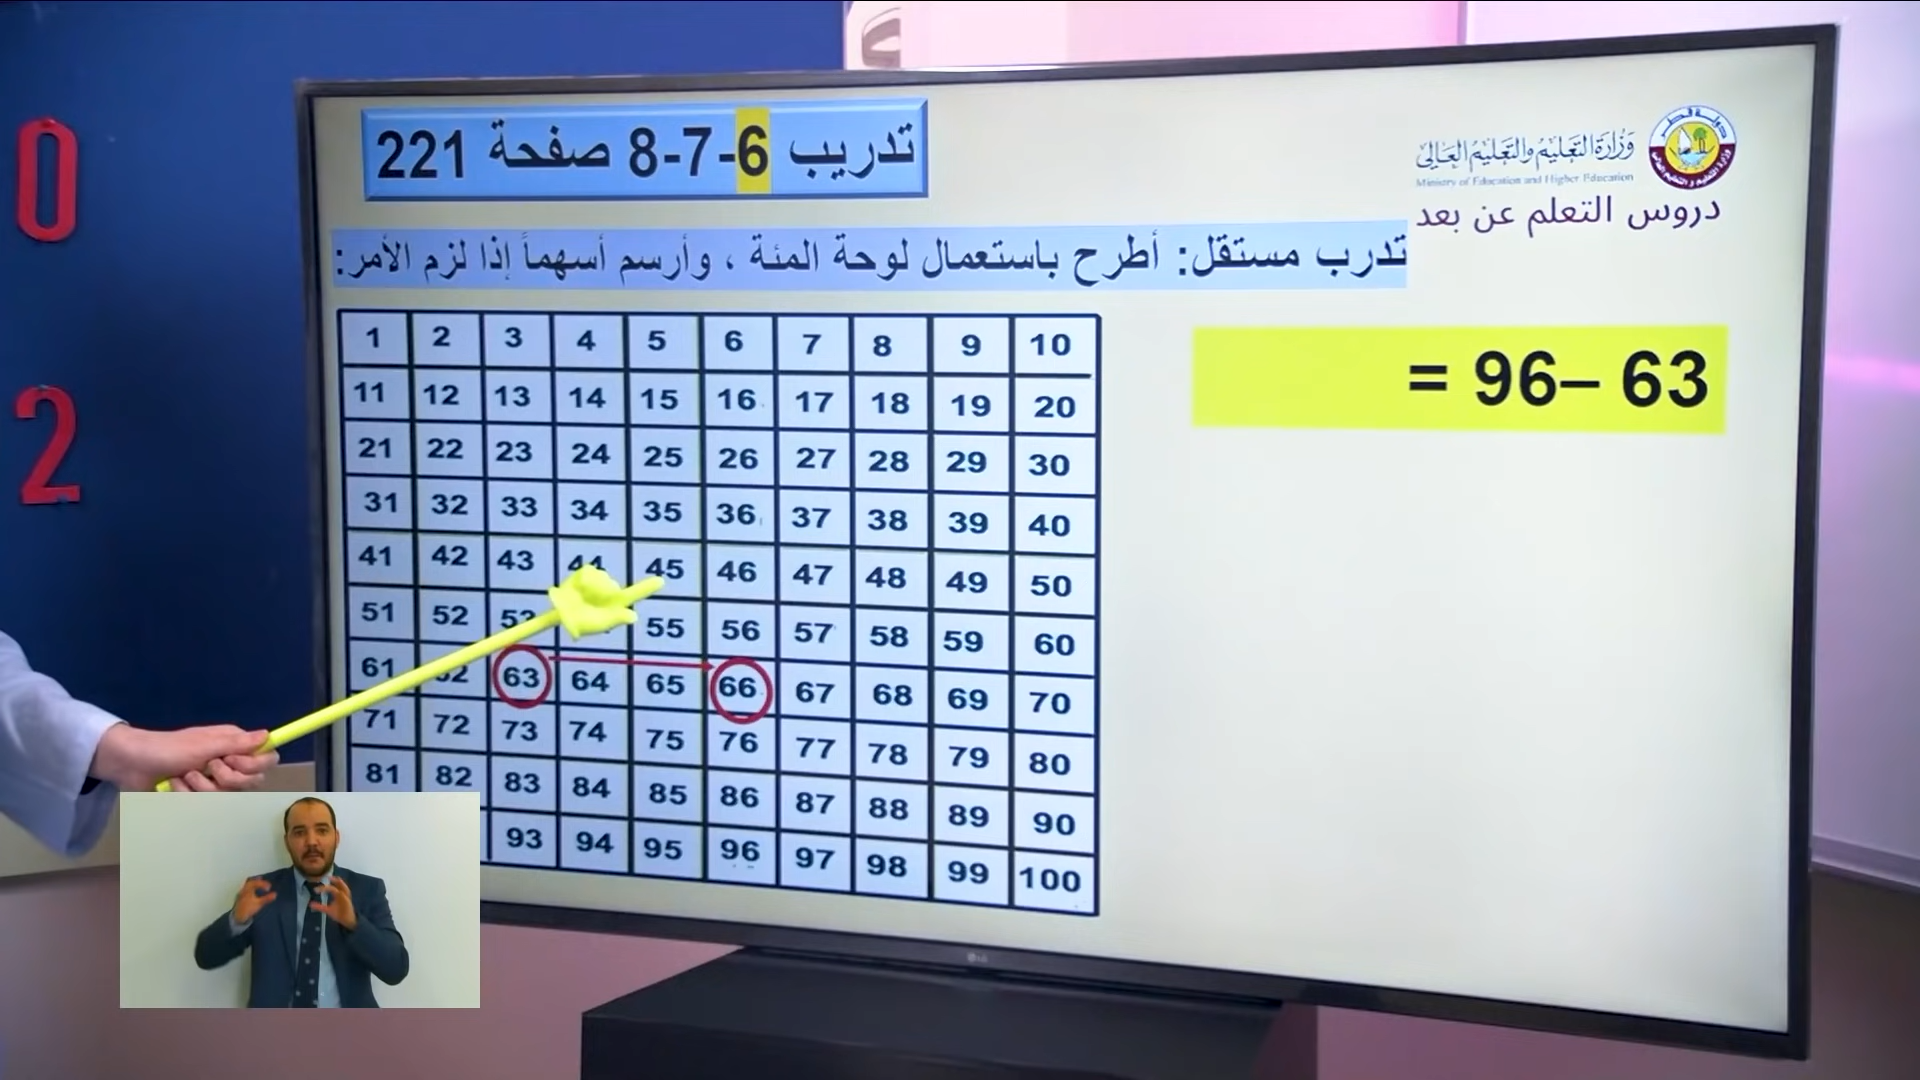 0
2
تدريب 6-7-8 صفحة 221
وزارة التعليم والتعليم العالي
Ministry of Education and Higher Education
دروس التعلم عن بعد
تدرب مستقل: أطرح باستعمال لوحة المئة ، وأرسم أسهماً إذا لزم الأمر:
96– 63 =
1 2 3 4 5 6 7 8 9 10
11 12 13 14 15 16 17 18 19 20
21 22 23 24 25 26 27 28 29 30
31 32 33 34 35 36 37 38 39 40
41 42 43 44 45 46 47 48 49 50
51 52 53 55 56 57 58 59 60
61 62 63 64 65 66 67 68 69 70
71 72 73 74 75 76 77 78 79 80
81 82 83 84 85 86 87 88 89 90
93 94 95 96 97 98 99 100
LG